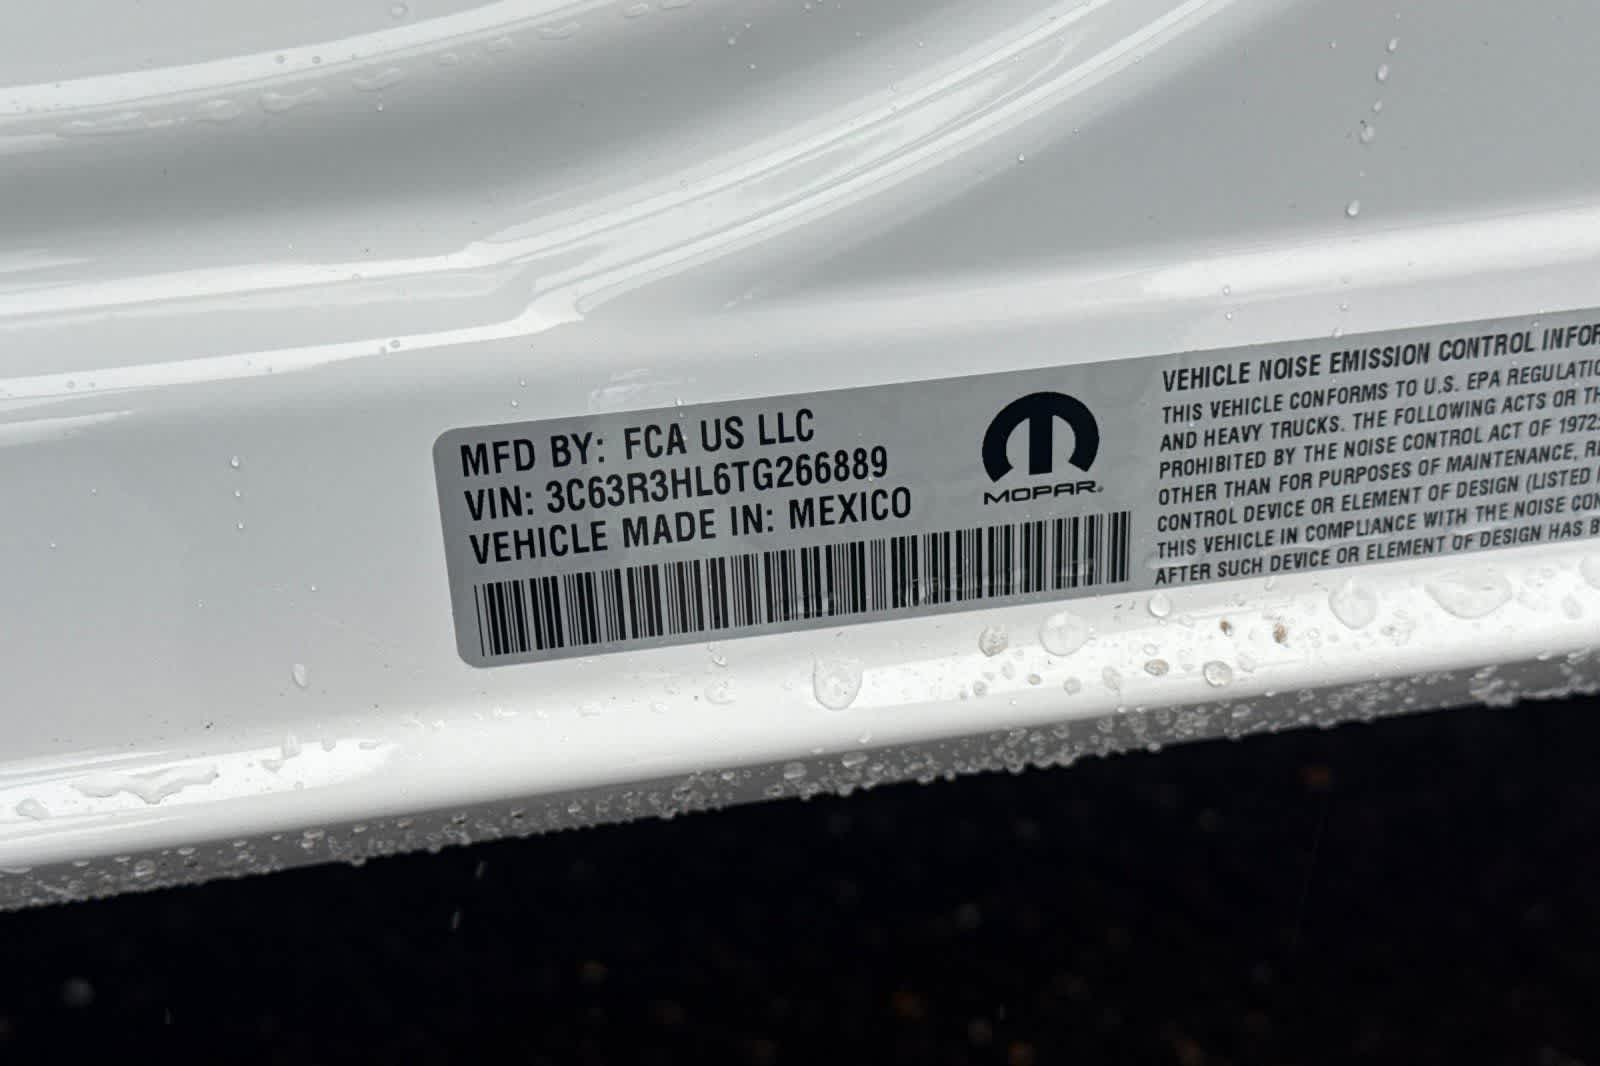 MFD BY: FCA US LLC
VIN: 3C63R3HL6TG266889
VEHICLE MADE IN: MEXICO
MOPAR®
VEHICLE NOISE EMISSION CONTROL
THIS VEHICLE CONFORMS TO U.S. EPA
AND HEAVY TRUCKS. THE FOLLOWING ACTS OR
PROHIBITED BY THE NOISE CONTROL ACT OF 1972:
OTHER THAN FOR PURPOSES OF MAINTENANCE,
CONTROL DEVICE OR ELEMENT OF DESIGN (LISTED
THIS VEHICLE IN COMPLIANCE WITH THE NOISE
AFTER SUCH DEVICE OR ELEMENT OF DESIGN HAS